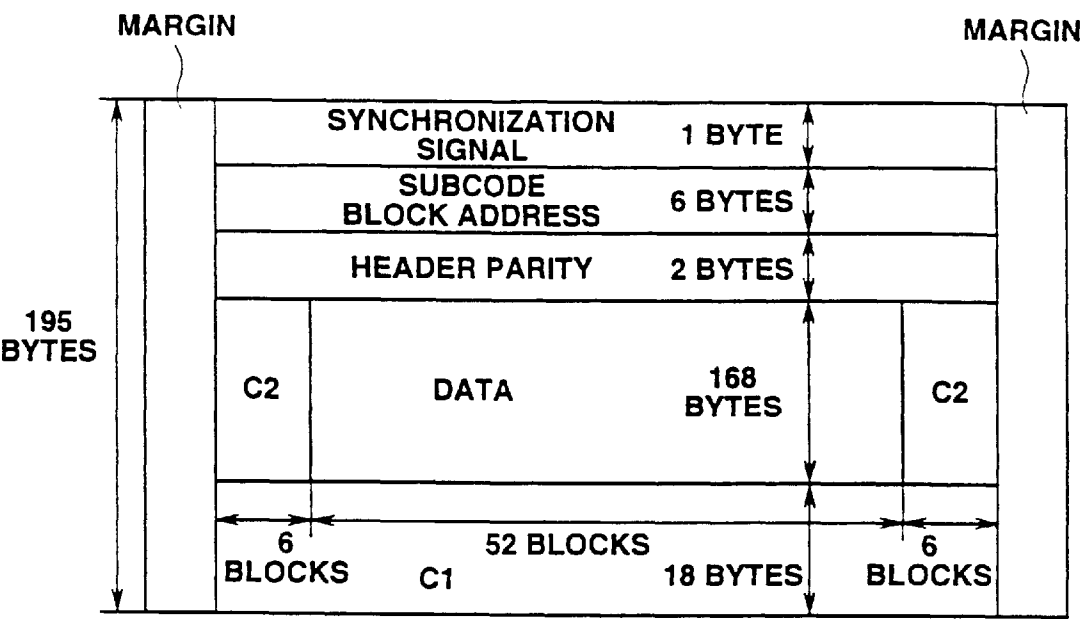 MARGIN
MARGIN
SYNCHRONIZATION
SIGNAL
1 BYTE
SUBCODE
BLOCK ADDRESS
6 BYTES
HEADER PARITY
2 BYTES
195
BYTES
C2
DATA
168
BYTES
C2
6
BLOCKS
52 BLOCKS
6
BLOCKS
C1
18 BYTES